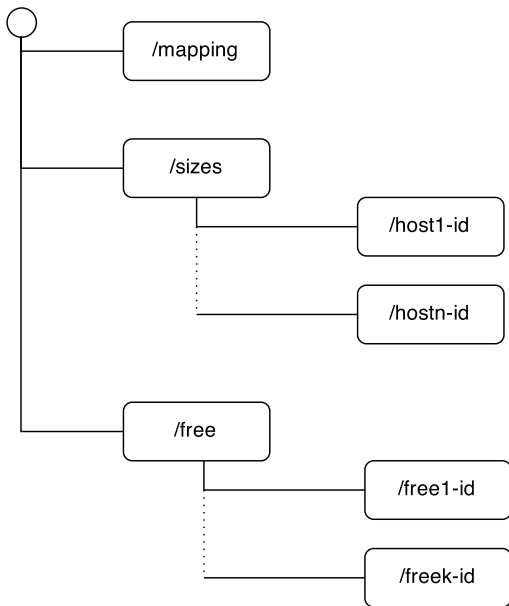 /mapping
/sizes
/host1-id
/hostn-id
/free
/free1-id
/freek-id